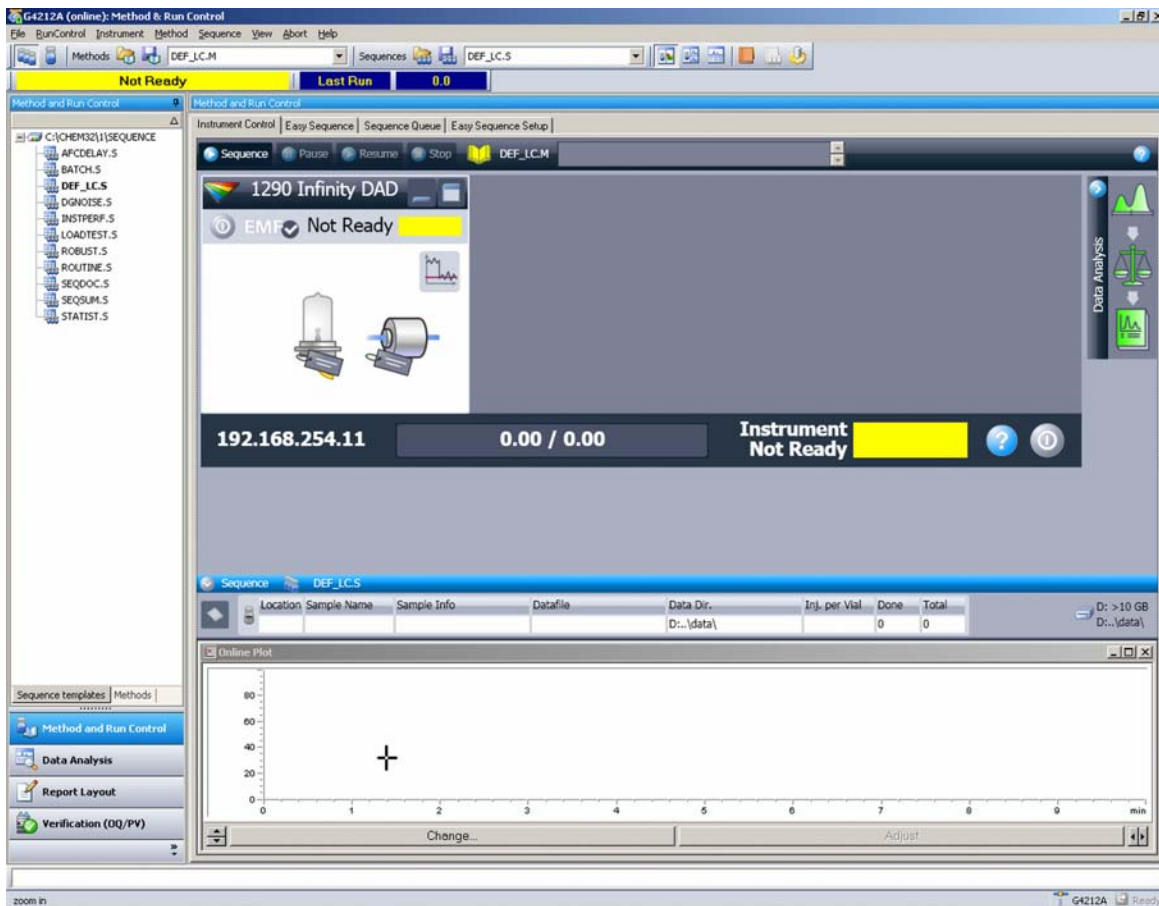 G4212A (online): Method & Run Control
File RunControl Instrument Method Sequence View Abort Help
Methods DEF_LC.M Sequences DEF_LC.S
Not Ready Last Run 0.0
Method and Run Control
Method and Run Control
Instrument Control Easy Sequence Sequence Queue Easy Sequence Setup
C:\CHEM32\1\SEQUENCE
AFCDELAY.S
BATCH.S
DEF_LC.S
DGNOISE.S
INSTPERF.S
LOADTEST.S
ROBUST.S
ROUTINE.S
SEQDOC.S
SEQSUM.S
STATIST.S
Sequence Pause Resume Stop DEF_LC.M
1290 Infinity DAD
EMF Not Ready
Data Analysis
192.168.254.11 0.00 / 0.00 Instrument
Not Ready
Sequence DEF_LC.S
Location Sample Name Sample Info Datafile Data Dir. Inj. per Vial Done Total
D:..\data\ 0 0
D: >10 GB
D:..\data\
Online Plot
80
60
40
20
0
0 1 2 3 4 5 6 7 8 9 min
Change... Adjust
Sequence templates Methods
Method and Run Control
Data Analysis
Report Layout
Verification (OQ/PV)
zoom in G4212A Ready